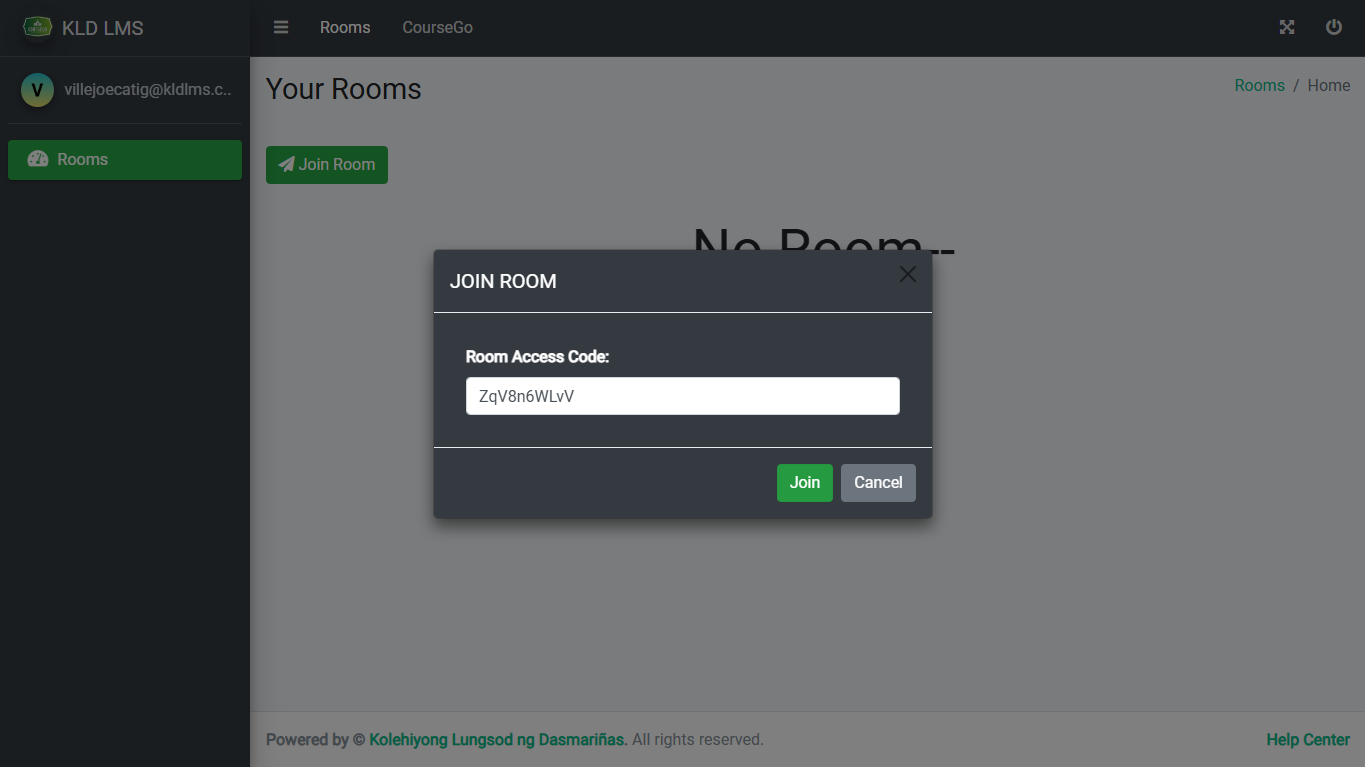 KLD LMS
Rooms
CourseGo
V
villejoecatig@kldlms.c..
Rooms
Your Rooms
Rooms / Home
Join Room
No Room--
JOIN ROOM
Room Access Code:
ZqV8n6WLvV
Join
Cancel
Powered by © Kolehiyong Lungsod ng Dasmariñas. All rights reserved.
Help Center